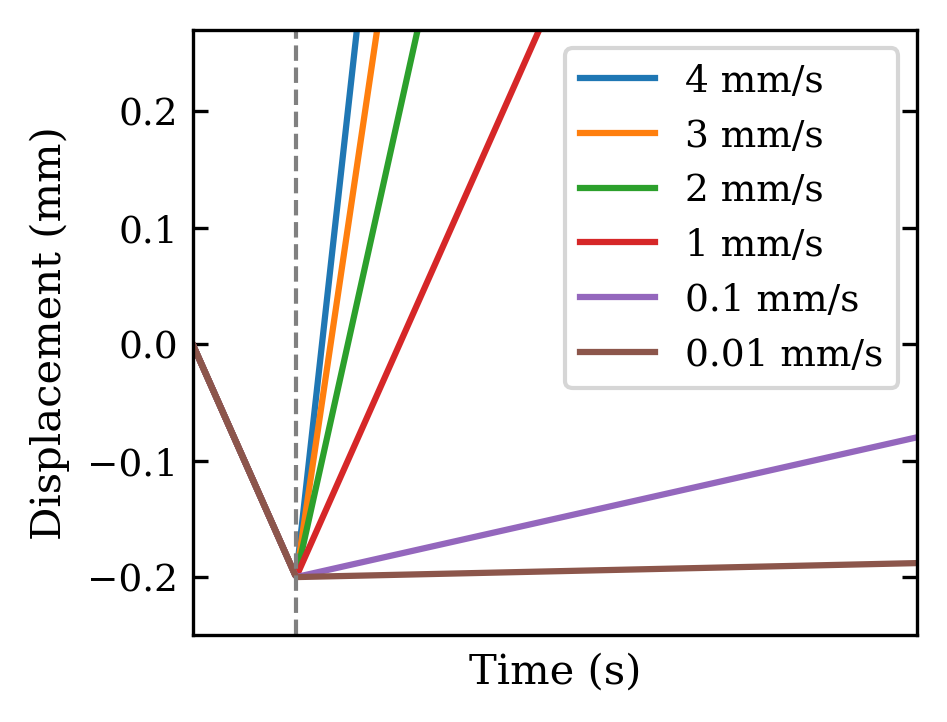 Displacement (mm)
0.2
0.1
0.0
−0.1
−0.2
4 mm/s
3 mm/s
2 mm/s
1 mm/s
0.1 mm/s
0.01 mm/s
Time (s)